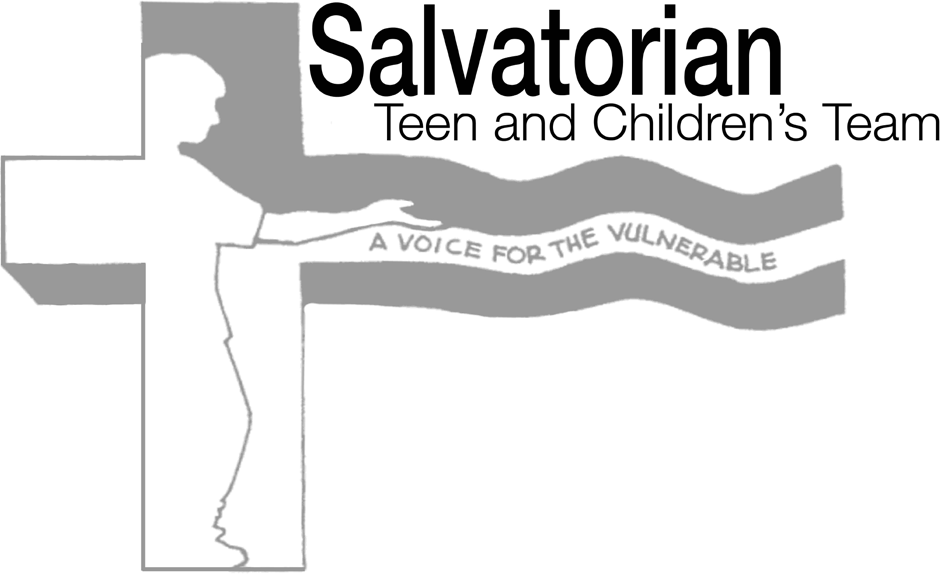 Salvatorian
Teen and Children’s Team
A VOICE FOR THE VULNERABLE